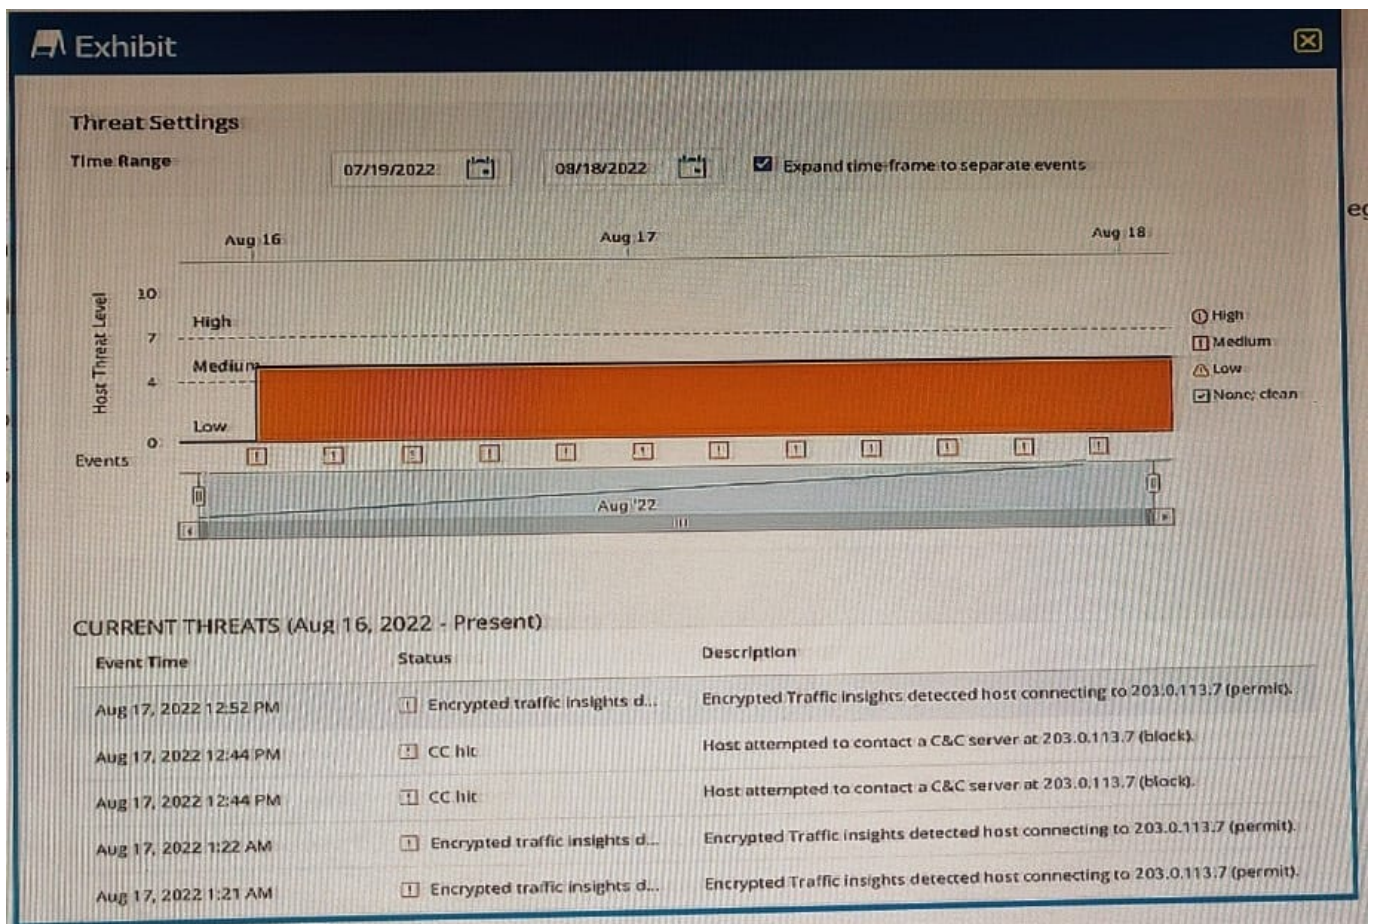 Exhibit
Threat Settings
Time Range
07/19/2022
08/18/2022
Expand time-frame to separate events
Aug 16
Aug 17
Aug 18
Host Threat Level
10
High
7
Medium
4
Low
0
High
Medium
Low
None; clean
Events
Aug '22
CURRENT THREATS (Aug 16, 2022 - Present)
Event Time Status Description
Aug 17, 2022 12:52 PM Encrypted traffic insights d... Encrypted Traffic insights detected host connecting to 203.0.113.7 (permit).
Aug 17, 2022 12:44 PM CC hit Host attempted to contact a C&C server at 203.0.113.7 (block).
Aug 17, 2022 12:44 PM CC hit Host attempted to contact a C&C server at 203.0.113.7 (block).
Aug 17, 2022 1:22 AM Encrypted traffic insights d... Encrypted Traffic insights detected host connecting to 203.0.113.7 (permit).
Aug 17, 2022 1:21 AM Encrypted traffic insights d... Encrypted Traffic insights detected host connecting to 203.0.113.7 (permit).